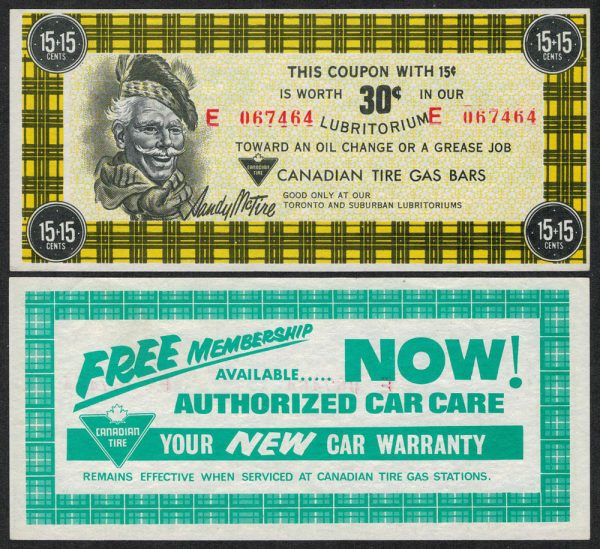 15+15
CENTS
15+15
CENTS
THIS COUPON WITH 15¢
IS WORTH 30¢ IN OUR
E 067464 E 067464
LUBRITORIUM
TOWARD AN OIL CHANGE OR A GREASE JOB
CANADIAN
TIRE
CANADIAN TIRE GAS BARS
Sandy McTire
GOOD ONLY AT OUR
TORONTO AND SUBURBAN LUBRITORIUMS
15+15
CENTS
15+15
CENTS
FREE MEMBERSHIP
AVAILABLE..... NOW!
AUTHORIZED CAR CARE
CANADIAN
TIRE
YOUR NEW CAR WARRANTY
REMAINS EFFECTIVE WHEN SERVICED AT CANADIAN TIRE GAS STATIONS.